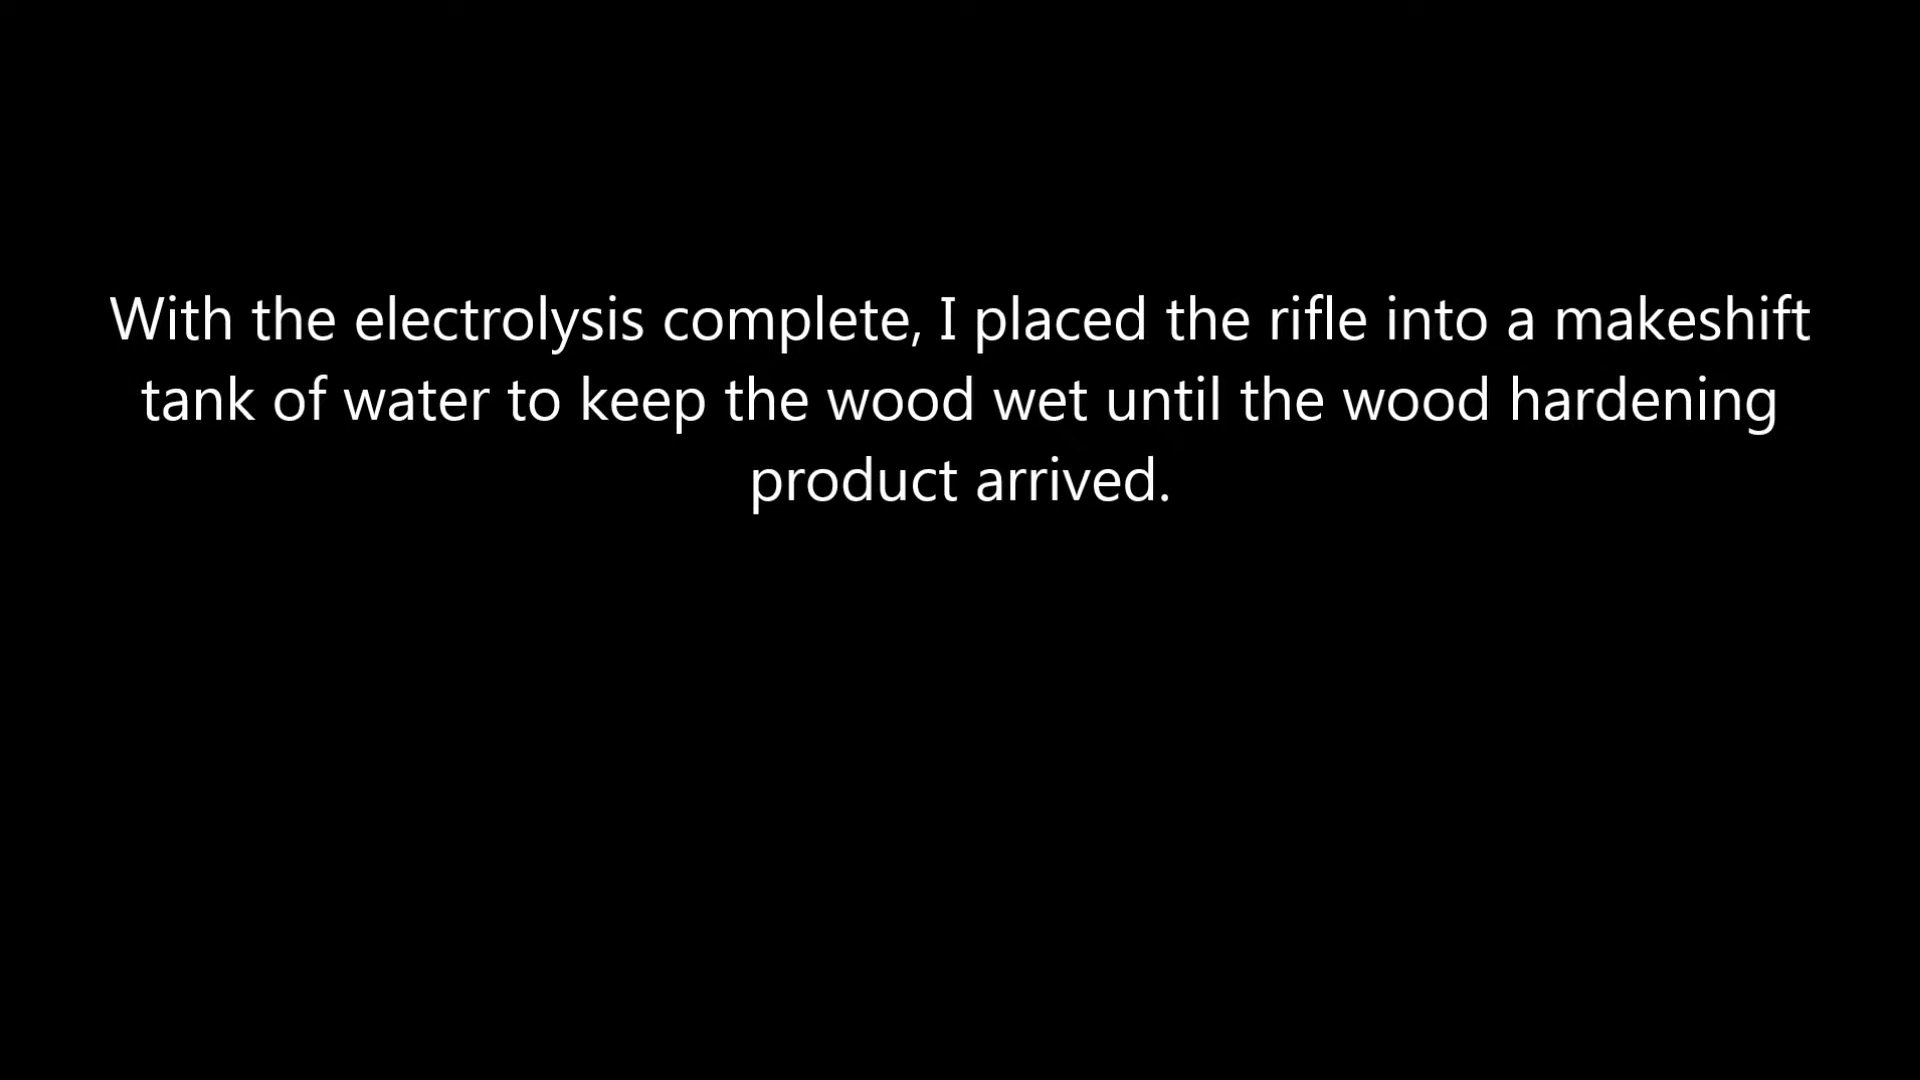 With the electrolysis complete, I placed the rifle into a makeshift
tank of water to keep the wood wet until the wood hardening
product arrived.